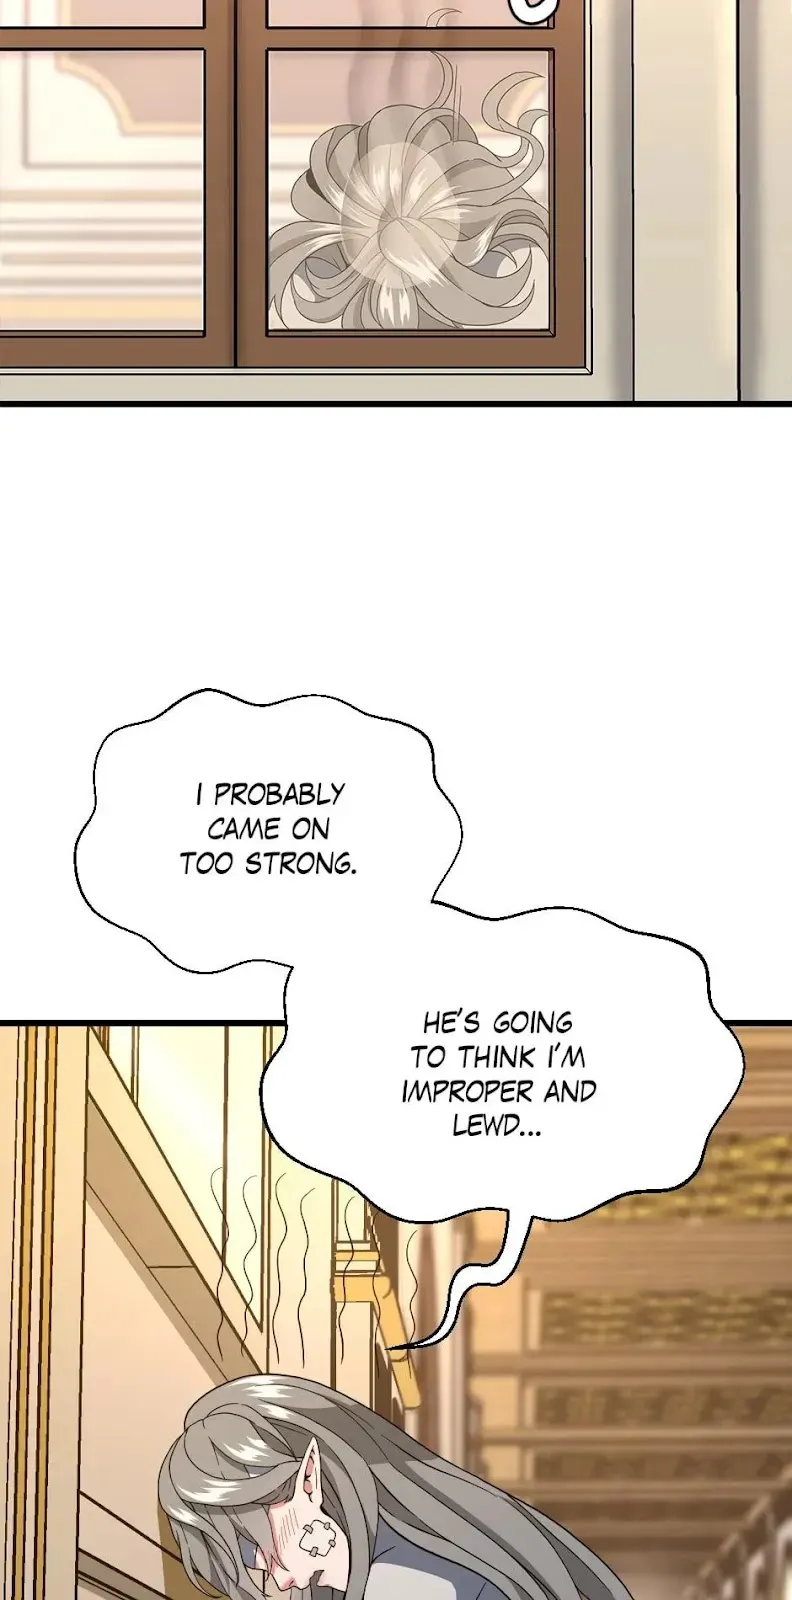 I PROBABLY
CAME ON
TOO STRONG.
HE'S GOING
TO THINK I'M
IMPROPER AND
LEWD...